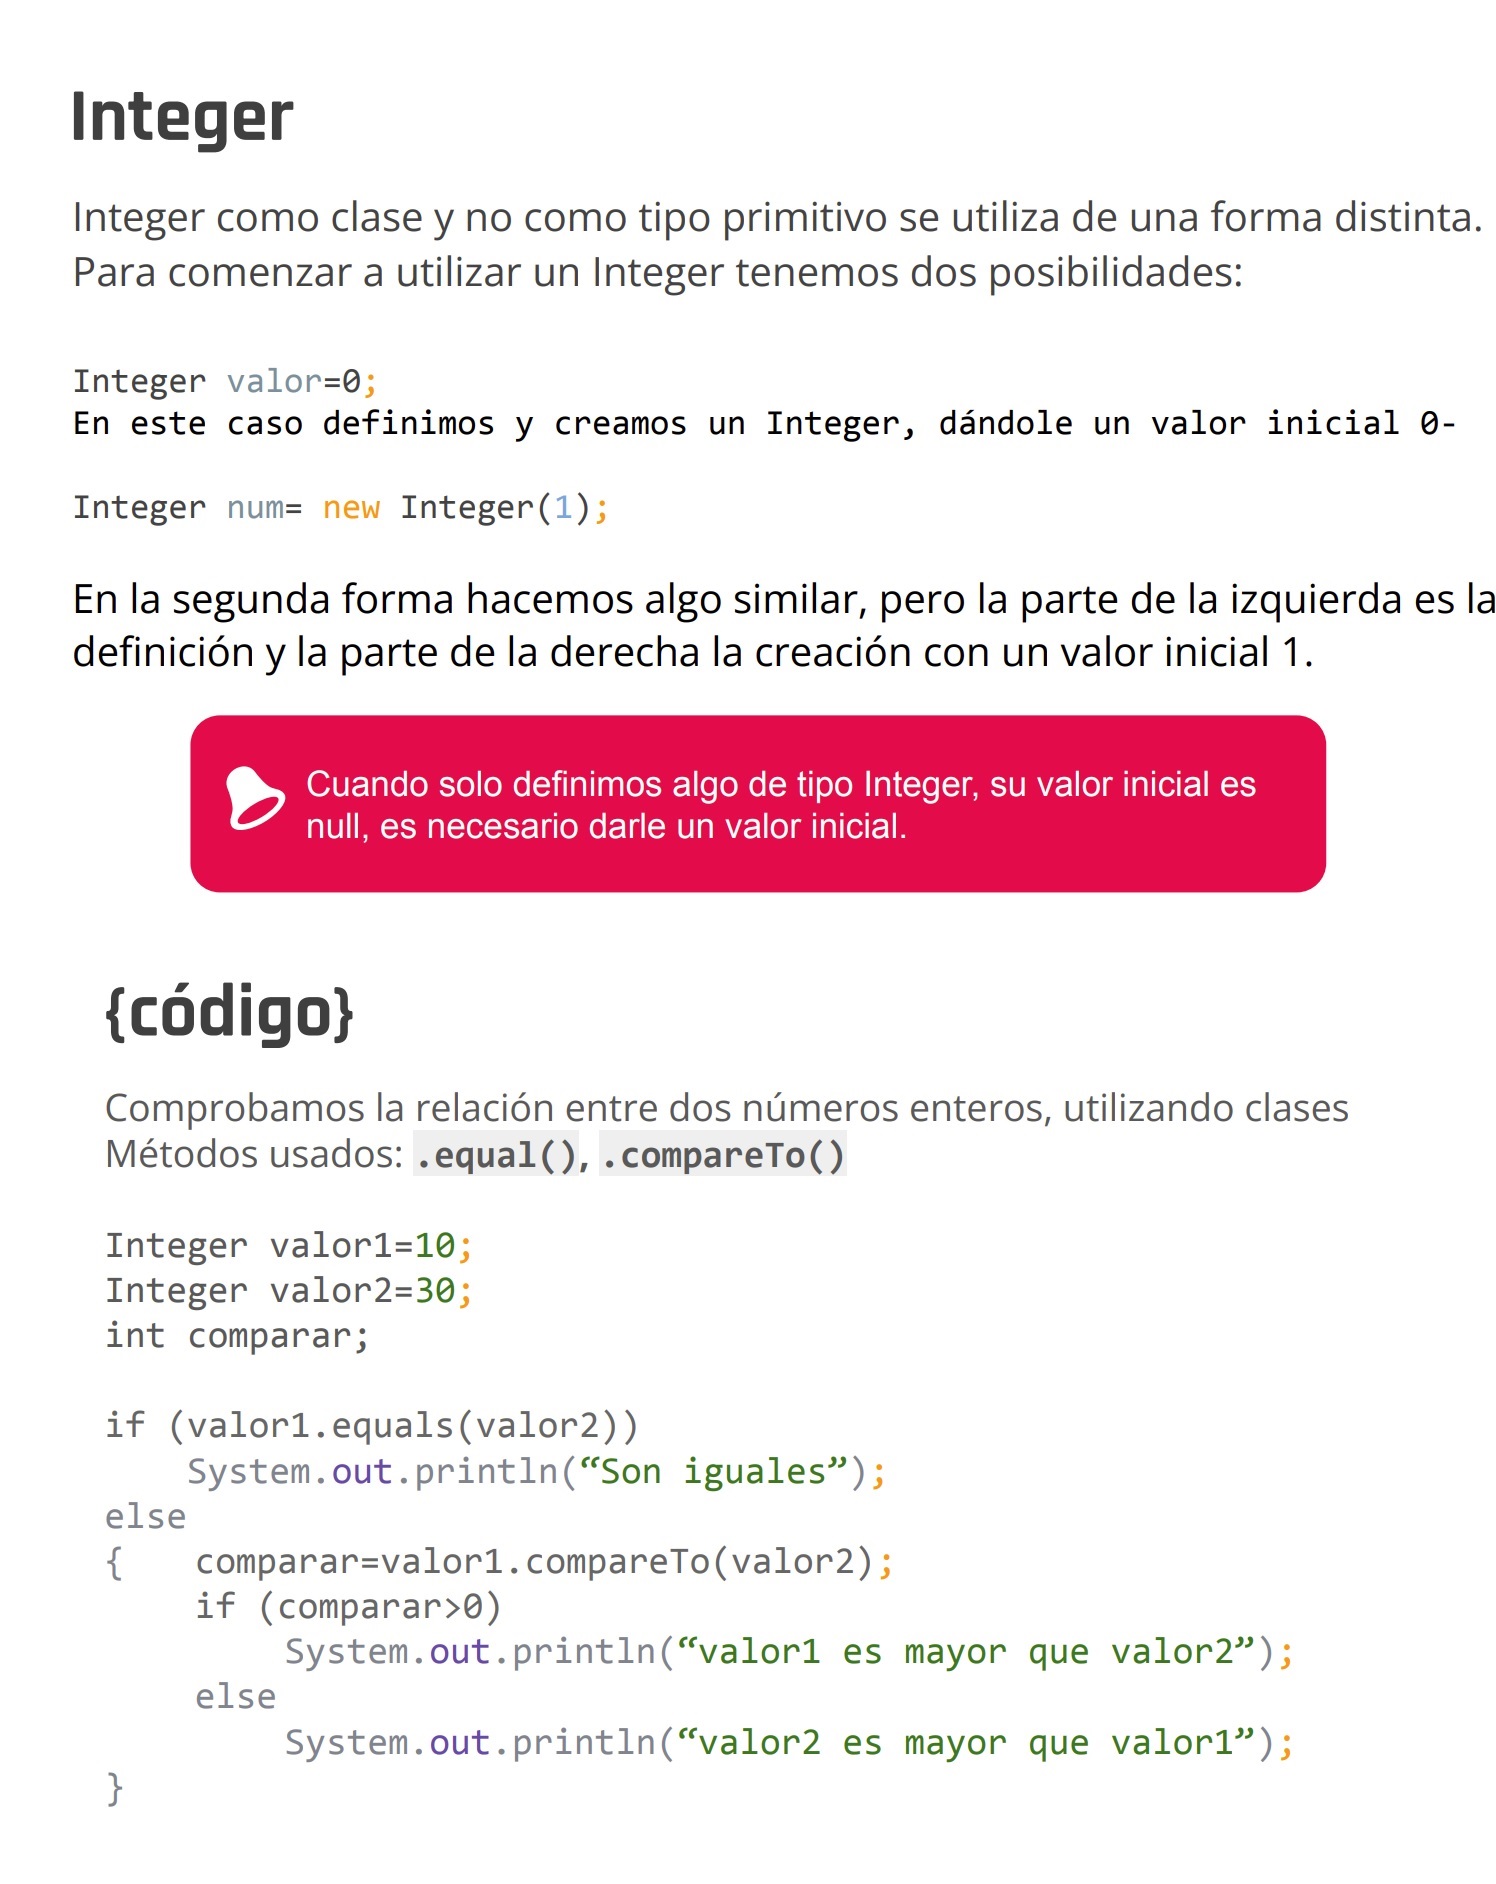 Integer
Integer como clase y no como tipo primitivo se utiliza de una forma distinta.
Para comenzar a utilizar un Integer tenemos dos posibilidades:
Integer valor=0;
En este caso definimos y creamos un Integer, dándole un valor inicial 0-
Integer num= new Integer(1);
En la segunda forma hacemos algo similar, pero la parte de la izquierda es la
definición y la parte de la derecha la creación con un valor inicial 1.
Cuando solo definimos algo de tipo Integer, su valor inicial es
null, es necesario darle un valor inicial.
{código}
Comprobamos la relación entre dos números enteros, utilizando clases
Métodos usados: .equal(), .compareTo()
Integer valor1=10;
Integer valor2=30;
int comparar;
if (valor1.equals(valor2))
System.out.println(“Son iguales”);
else
{ comparar=valor1.compareTo(valor2);
if (comparar>0)
System.out.println(“valor1 es mayor que valor2”);
else
System.out.println(“valor2 es mayor que valor1”);
}